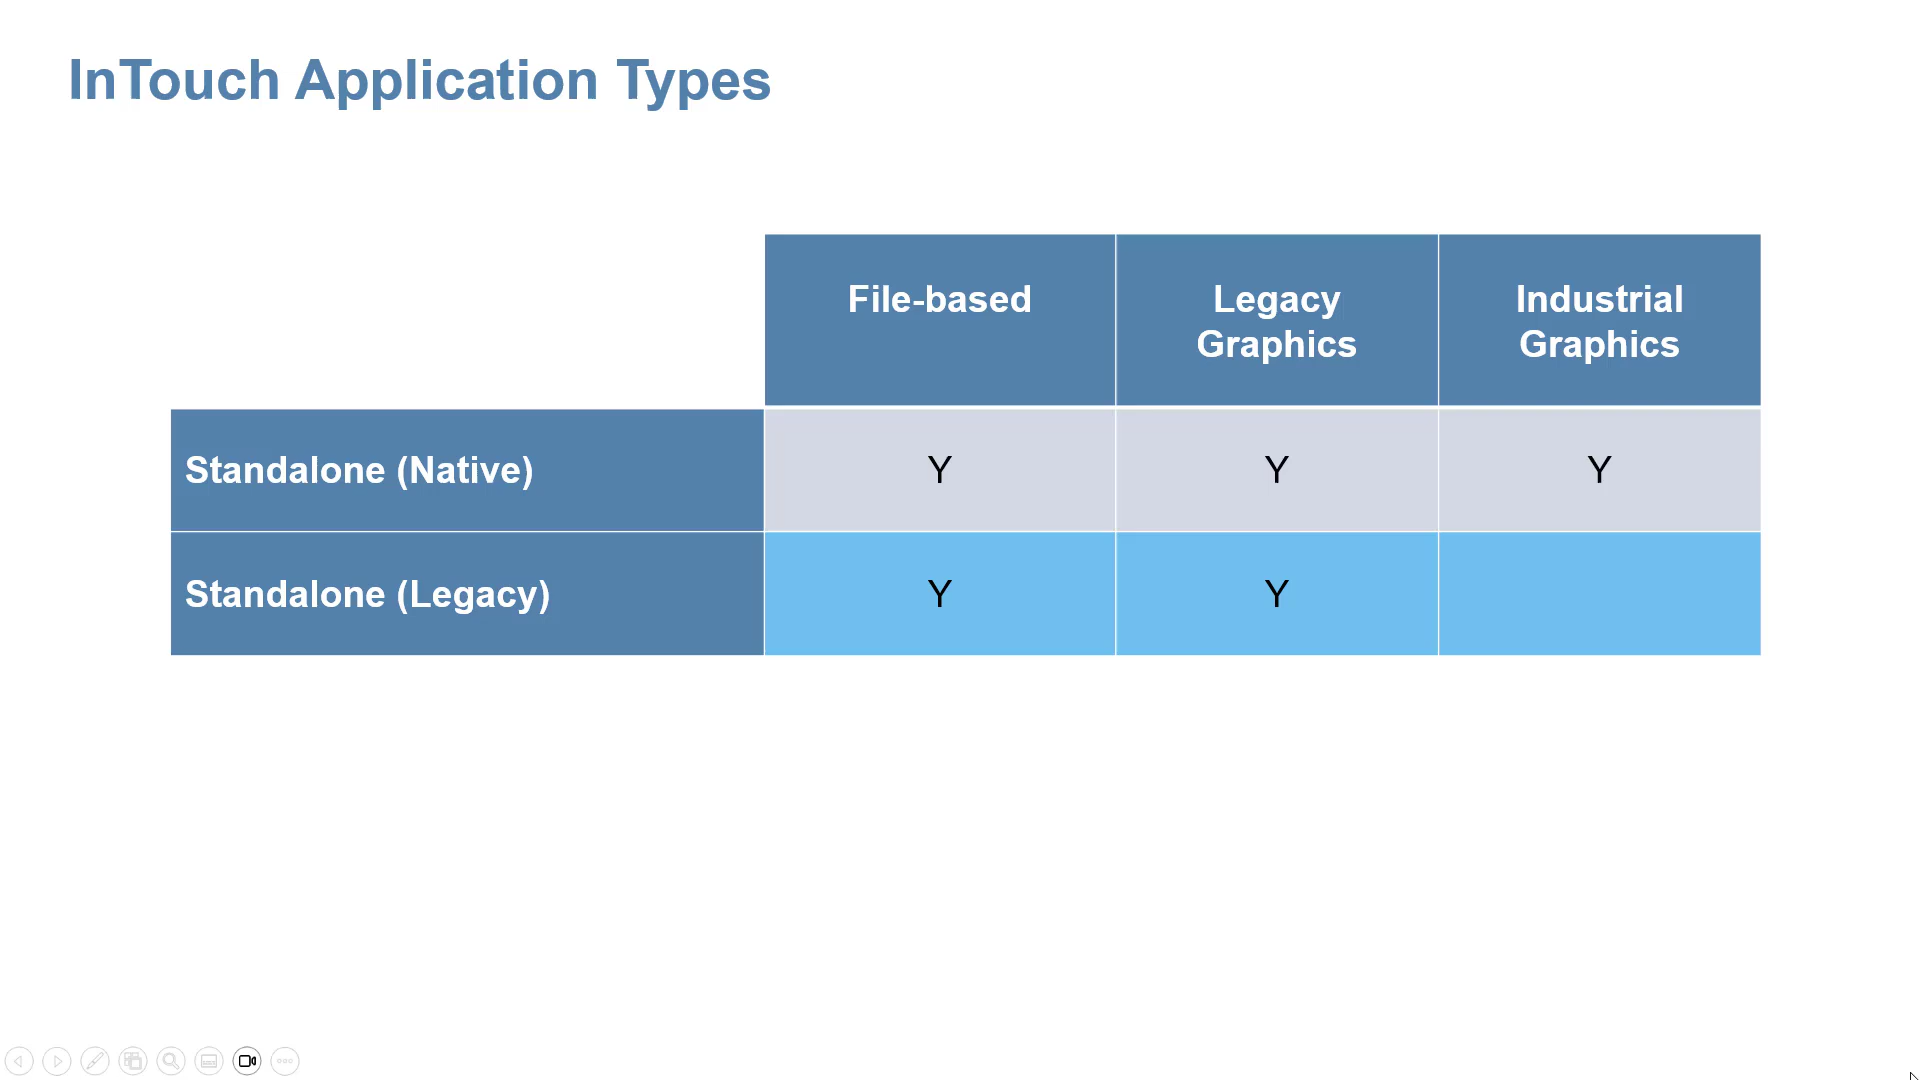 InTouch Application Types
File-based
Legacy
Graphics
Industrial
Graphics
Standalone (Native)
Y
Y
Y
Standalone (Legacy)
Y
Y